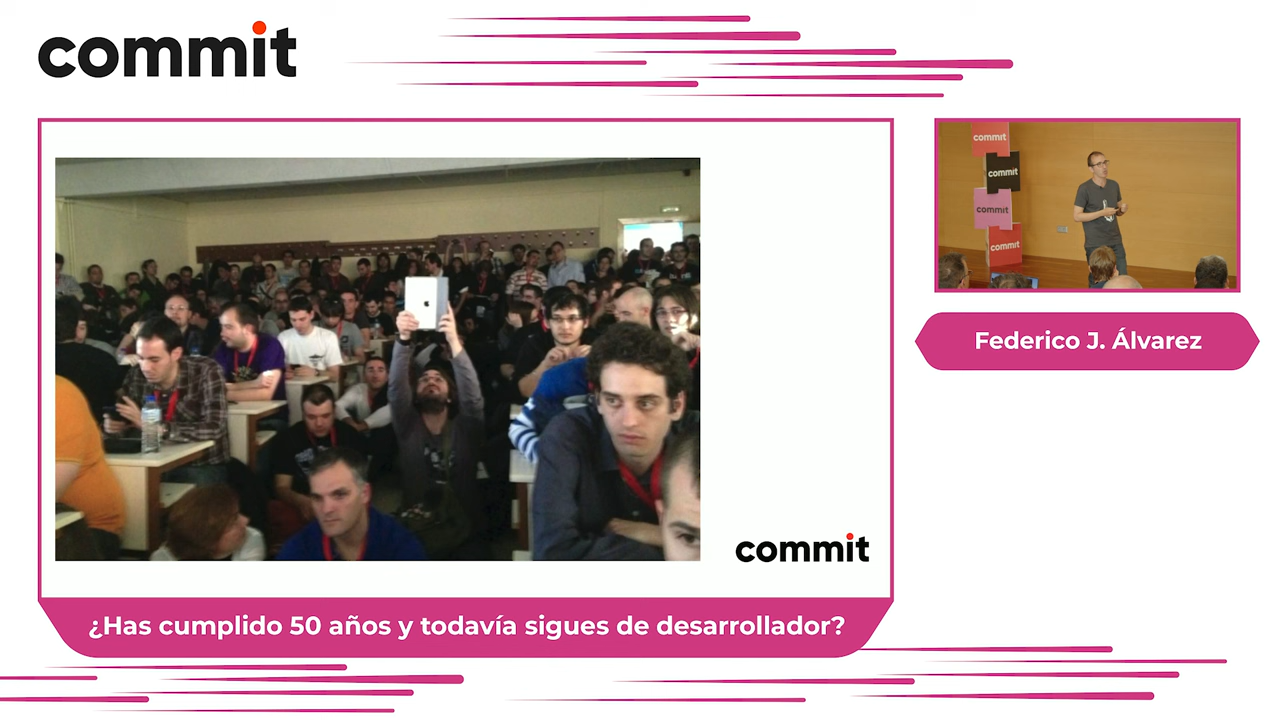 commit
commit
commit
commit
commit
Federico J. Álvarez
commit
¿Has cumplido 50 años y todavía sigues de desarrollador?